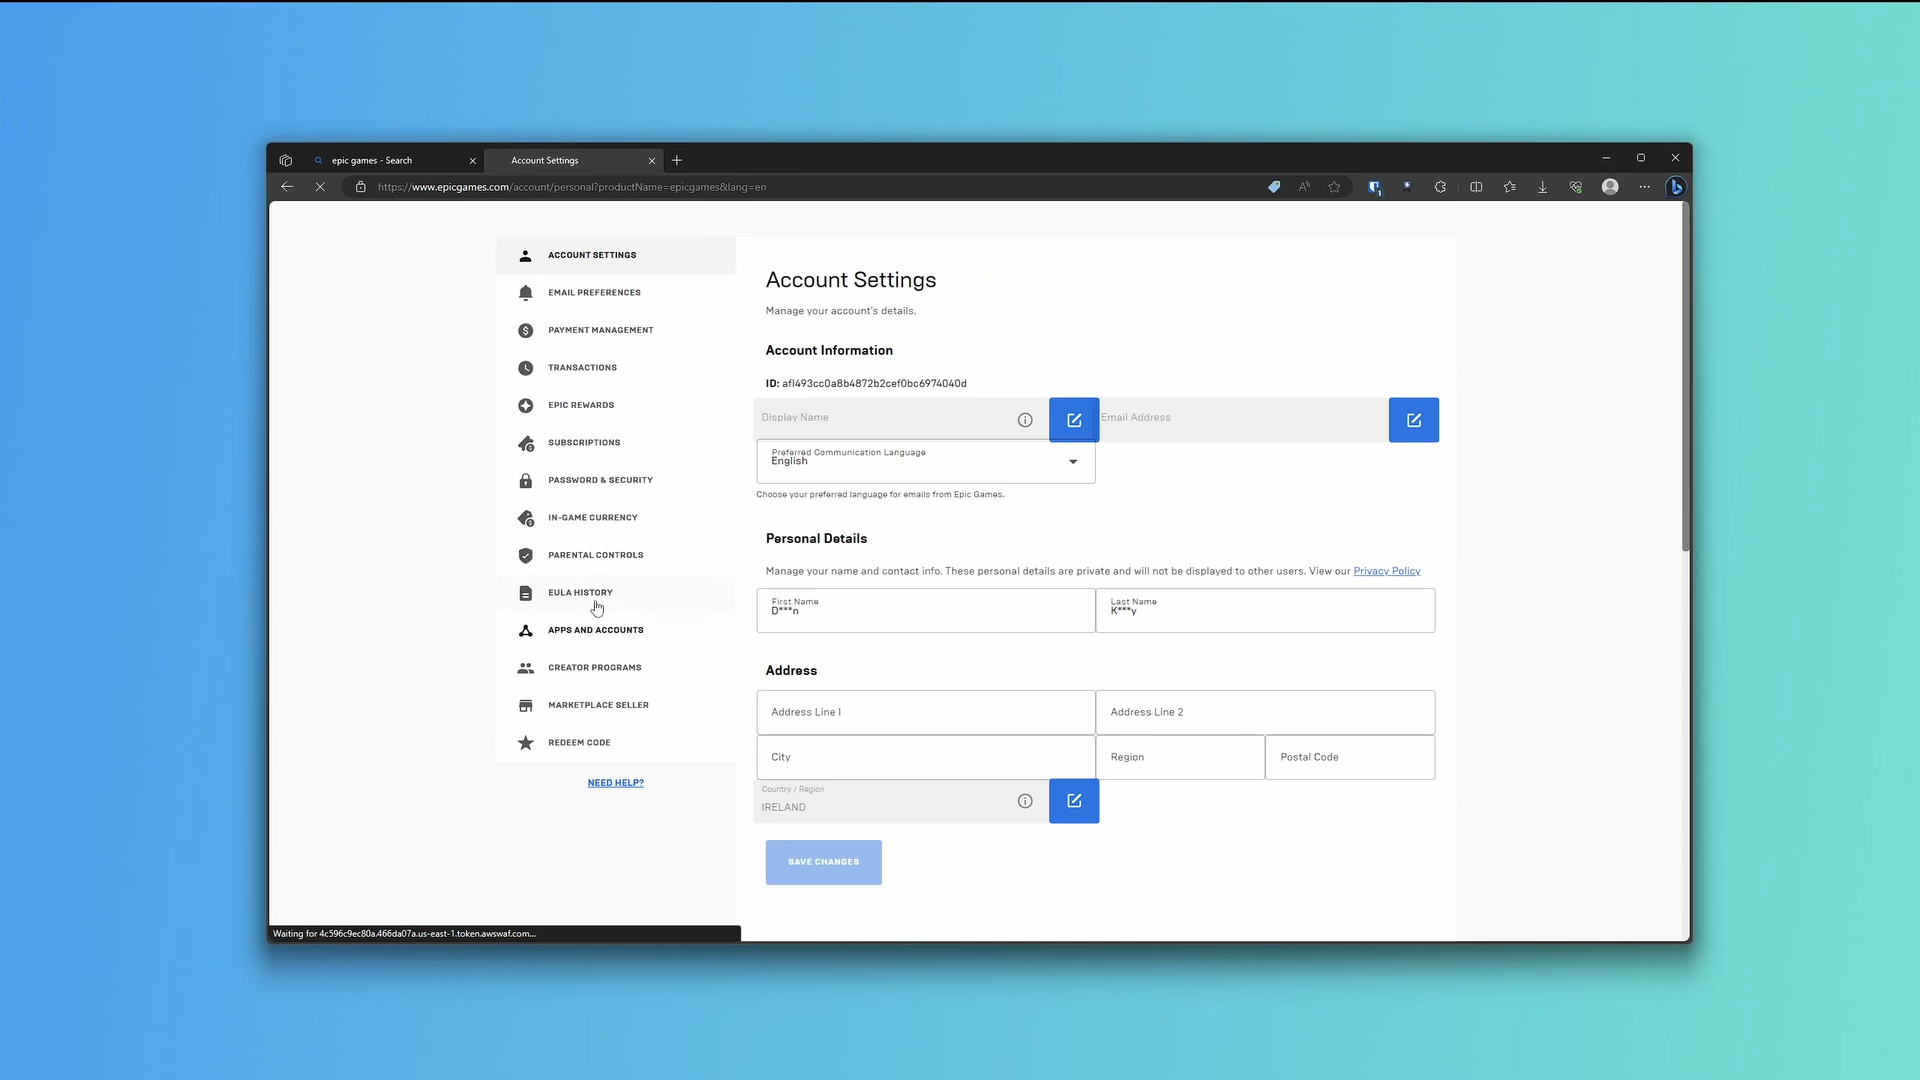 epic games - Search
Account Settings
https://www.epicgames.com/account/personal?productName=epicgames&lang=en
ACCOUNT SETTINGS
EMAIL PREFERENCES
PAYMENT MANAGEMENT
TRANSACTIONS
EPIC REWARDS
SUBSCRIPTIONS
PASSWORD & SECURITY
IN-GAME CURRENCY
PARENTAL CONTROLS
EULA HISTORY
APPS AND ACCOUNTS
CREATOR PROGRAMS
MARKETPLACE SELLER
REDEEM CODE
NEED HELP?
Account Settings
Manage your account's details.
Account Information
ID: af1493cc0a8b4872b2cef0bc6974040d
Display Name
Email Address
Preferred Communication Language
English
Choose your preferred language for emails from Epic Games.
Personal Details
Manage your name and contact info. These personal details are private and will not be displayed to other users. View our Privacy Policy
First Name
D***n
Last Name
K***y
Address
Address Line 1
Address Line 2
City
Region
Postal Code
Country / Region
IRELAND
SAVE CHANGES
Waiting for 4c596c9ec80a.466da07a.us-east-1.token.awswaf.com...